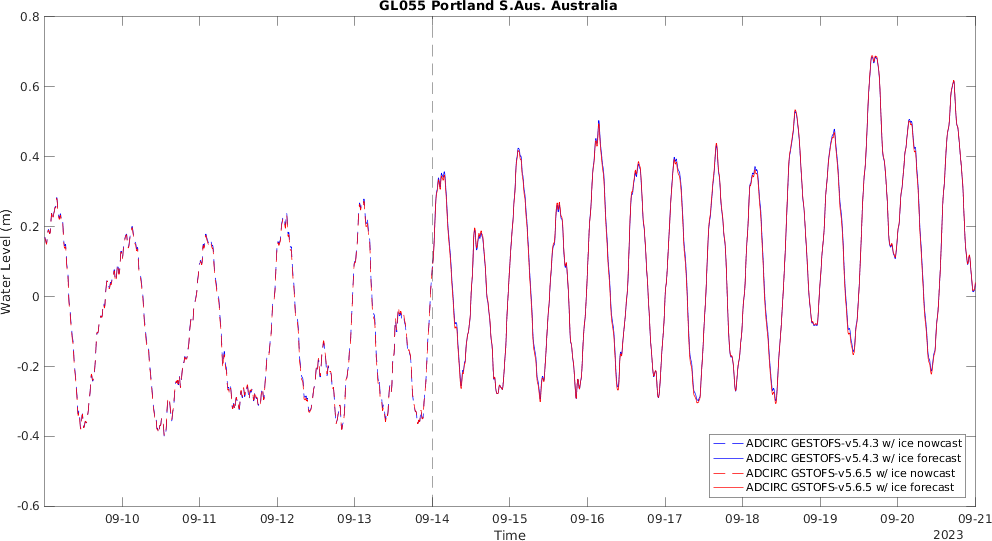 GL055 Portland S.Aus. Australia
0.8
0.6
0.4
0.2
0
-0.2
-0.4
-0.6
Water Level (m)
ADCIRC GESTOFS-v5.4.3 w/ ice nowcast
ADCIRC GESTOFS-v5.4.3 w/ ice forecast
ADCIRC GSTOFS-v5.6.5 w/ ice nowcast
ADCIRC GSTOFS-v5.6.5 w/ ice forecast
09-10 09-11 09-12 09-13 09-14 09-15 09-16 09-17 09-18 09-19 09-20 09-21
Time
2023